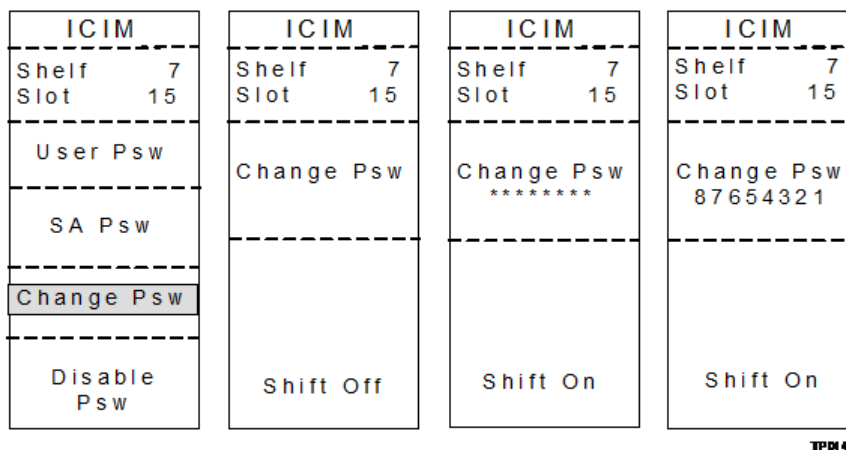 ICIM
Shelf 7
Slot 15
User Psw
SA Psw
Change Psw
Disable
Psw
ICIM
Shelf 7
Slot 15
Change Psw
Shift Off
ICIM
Shelf 7
Slot 15
Change Psw
********
Shift On
ICIM
Shelf 7
Slot 15
Change Psw
87654321
Shift On